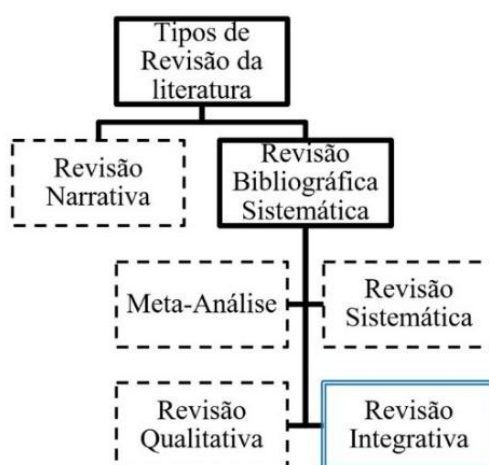 Tipos de
Revisão da
literatura
Revisão
Narrativa
Revisão
Bibliográfica
Sistemática
Meta-Análise
Revisão
Sistemática
Revisão
Qualitativa
Revisão
Integrativa